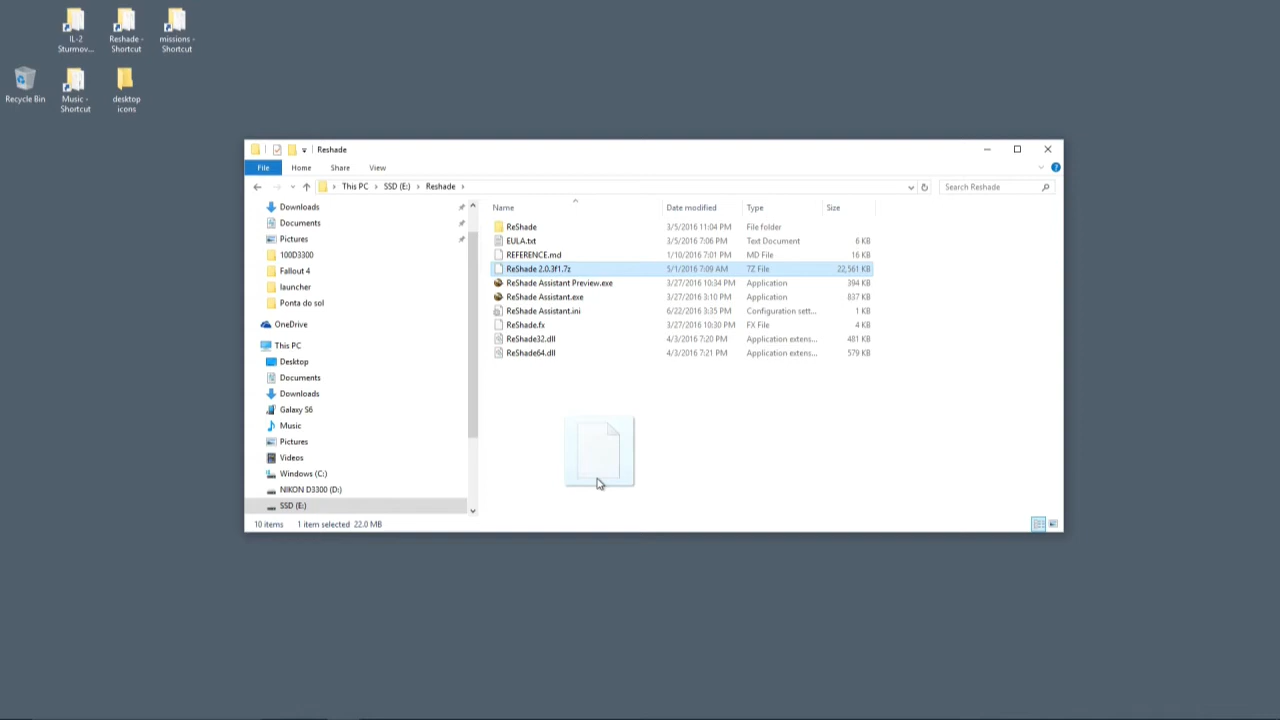 IL-2
Sturmov...
Reshade -
Shortcut
missions -
Shortcut
Recycle Bin
Music -
Shortcut
desktop
icons
Reshade
File Home Share View
This PC SSD (E:) Reshade
Search Reshade
Downloads
Documents
Pictures
100D3300
Fallout 4
launcher
Ponta do sol
OneDrive
This PC
Desktop
Documents
Downloads
Galaxy S6
Music
Pictures
Videos
Windows (C:)
NIKON D3300 (D:)
SSD (E:)
Name Date modified Type Size
ReShade 3/5/2016 11:04 PM File folder
EULA.txt 3/5/2016 7:06 PM Text Document 6 KB
REFERENCE.md 1/10/2016 7:01 PM MD File 16 KB
ReShade 2.0.3f1.7z 5/1/2016 7:09 AM 7Z File 22,561 KB
ReShade Assistant Preview.exe 3/27/2016 10:34 PM Application 394 KB
ReShade Assistant.exe 3/27/2016 3:10 PM Application 837 KB
ReShade Assistant.ini 6/22/2016 3:35 PM Configuration sett... 1 KB
ReShade.fx 3/27/2016 10:30 PM FX File 4 KB
ReShade32.dll 4/3/2016 7:20 PM Application extens... 481 KB
ReShade64.dll 4/3/2016 7:21 PM Application extens... 579 KB
10 items 1 item selected 22.0 MB